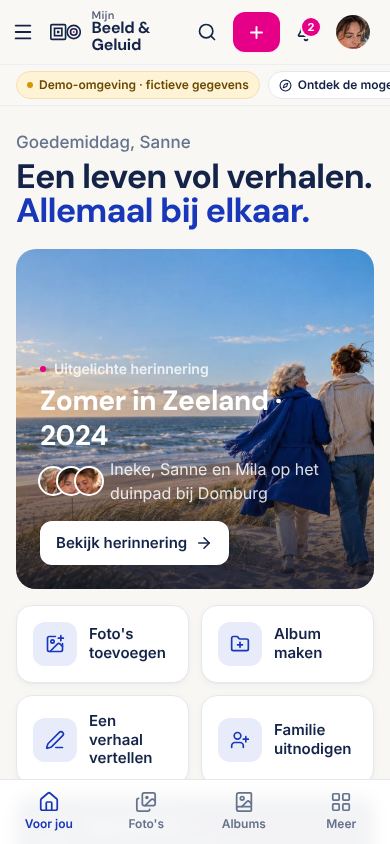 Mijn
Beeld &
Geluid
2
Demo-omgeving · fictieve gegevens
Ontdek de moge
Goedemiddag, Sanne
Een leven vol verhalen.
Allemaal bij elkaar.
Uitgelichte herinnering
Zomer in Zeeland ·
2024
Ineke, Sanne en Mila op het
duinpad bij Domburg
Bekijk herinnering
Foto's
toevoegen
Album
maken
Een
verhaal
vertellen
Familie
uitnodigen
Voor jou
Foto's
Albums
Meer